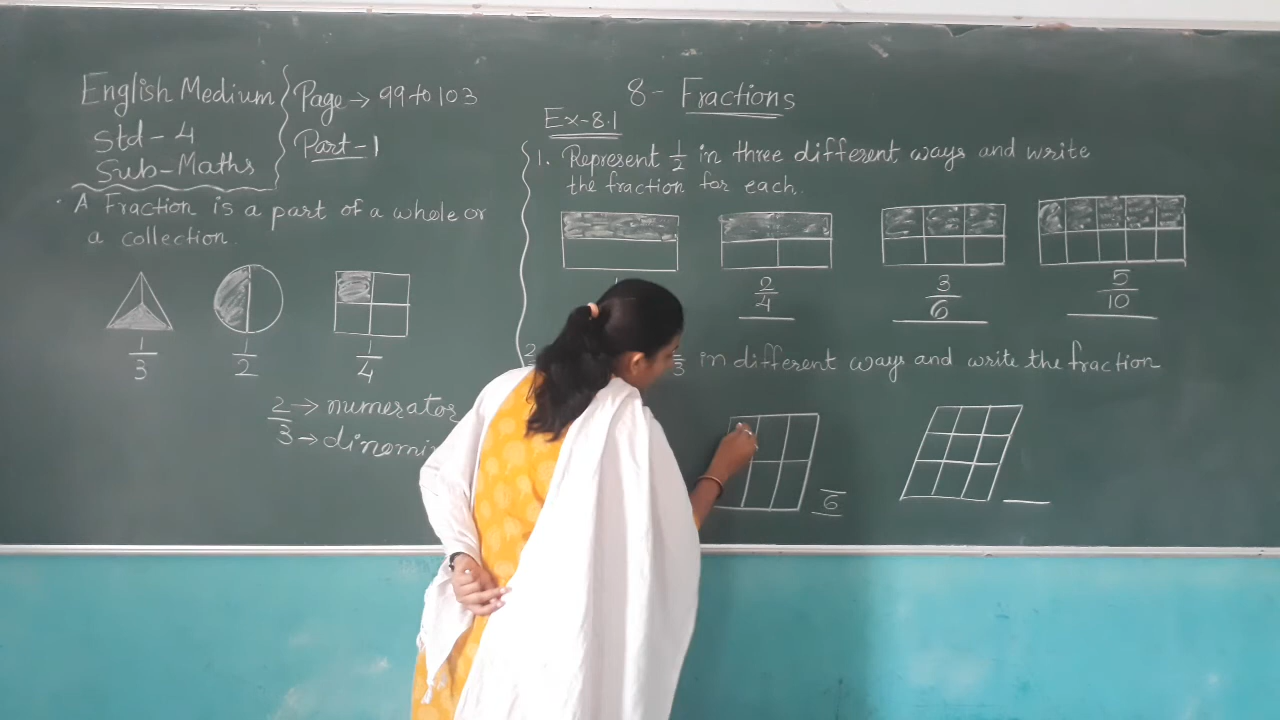 English Medium
Std - 4
Sub - Maths
Page → 99 to 103
Part - 1
A Fraction is a part of a whole or
a collection.
1/3
1/2
1/4
2 → numerator
3 →
8 - Fractions
Ex - 8.1
1. Represent 1/2 in three different ways and write
the fraction for each.
2/4
3/6
5/10
in different ways and write the fraction
6